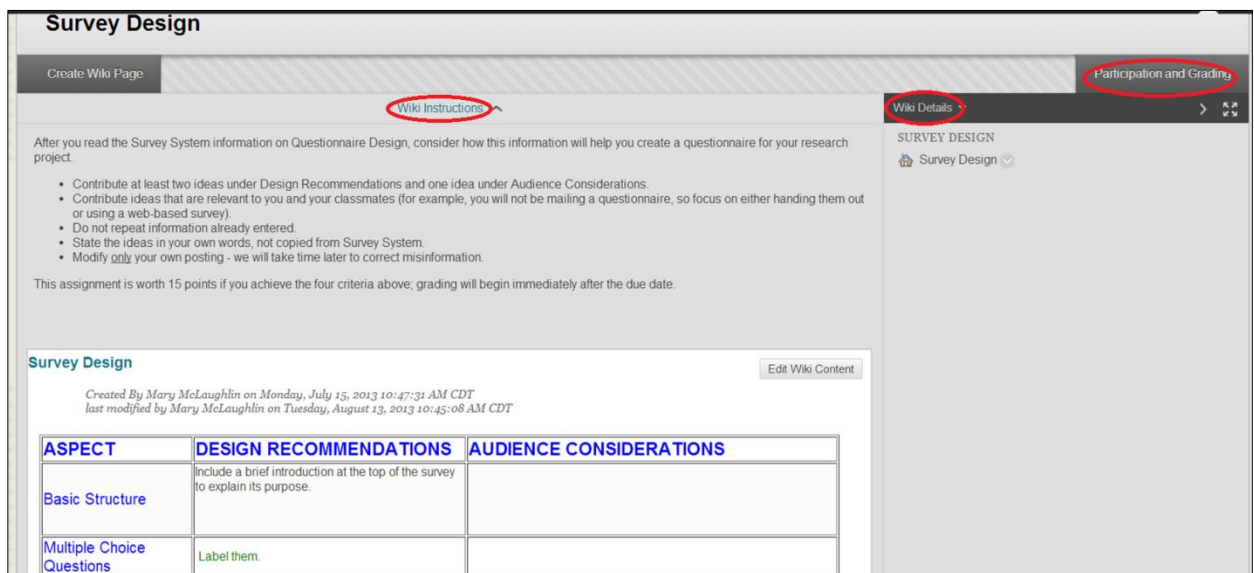 Survey Design
Create Wiki Page
Participation and Grading
Wiki Instructions
Wiki Details
After you read the Survey System information on Questionnaire Design, consider how this information will help you create a questionnaire for your research
project.
• Contribute at least two ideas under Design Recommendations and one idea under Audience Considerations.
• Contribute ideas that are relevant to you and your classmates (for example, you will not be mailing a questionnaire, so focus on either handing them out
or using a web-based survey).
• Do not repeat information already entered.
• State the ideas in your own words, not copied from Survey System.
• Modify only your own posting - we will take time later to correct misinformation.
This assignment is worth 15 points if you achieve the four criteria above; grading will begin immediately after the due date.
SURVEY DESIGN
Survey Design
Survey Design
Edit Wiki Content
Created By Mary McLaughlin on Monday, July 15, 2013 10:47:31 AM CDT
last modified by Mary McLaughlin on Tuesday, August 13, 2013 10:45:08 AM CDT
ASPECT
DESIGN RECOMMENDATIONS
AUDIENCE CONSIDERATIONS
Basic Structure
Include a brief introduction at the top of the survey
to explain its purpose.
Multiple Choice
Questions
Label them.